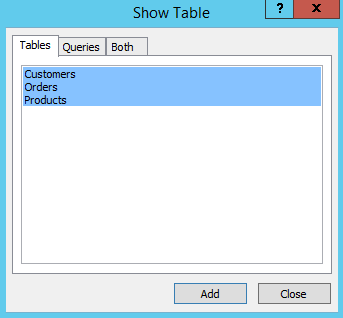 Show Table
? x
Tables Queries Both
Customers
Orders
Products
Add Close